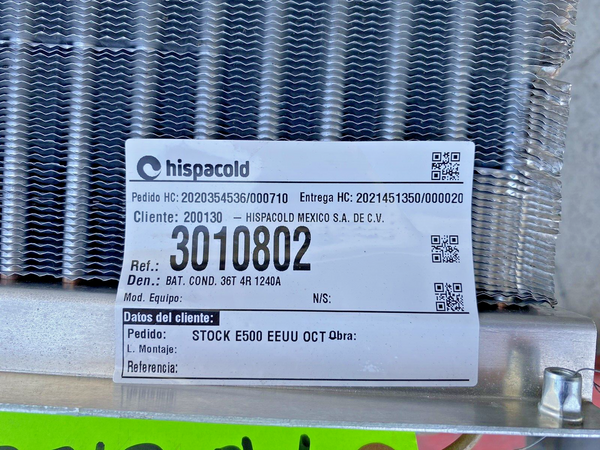 hispacold
Pedido HC: 2020354536/000710 Entrega HC: 2021451350/000020
Cliente: 200130 – HISPACOLD MEXICO S.A. DE C.V.
Ref.: 3010802
Den.: BAT. COND. 36T 4R 1240A
Mod. Equipo: N/S:
Datos del cliente:
Pedido: STOCK E500 EEUU OCT Obra:
L. Montaje:
Referencia: